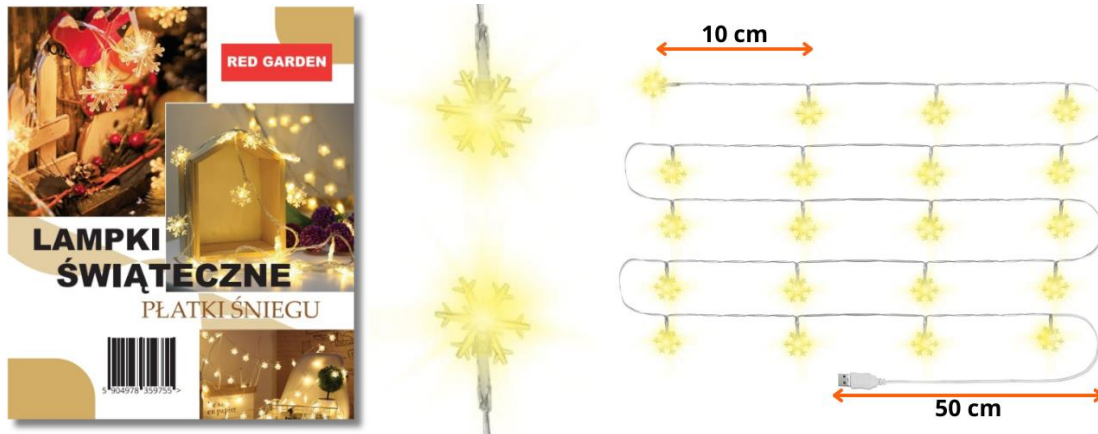 RED GARDEN
LAMPKI
ŚWIĄTECZNE
PŁATKI ŚNIEGU
5 904978 359755 >
10 cm
50 cm